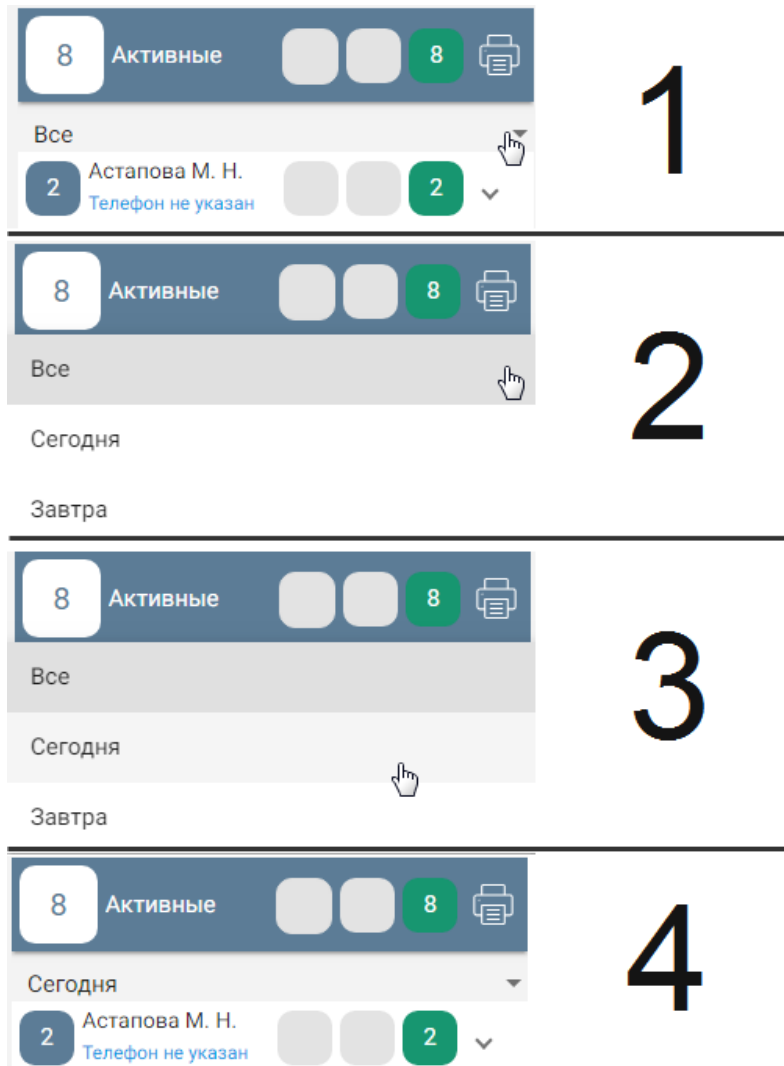 8 Активные 8
1
Все
2 Астапова М. Н. 2
Телефон не указан
8 Активные 8
2
Все
Сегодня
Завтра
8 Активные 8
3
Все
Сегодня
Завтра
8 Активные 8
4
Сегодня
2 Астапова М. Н. 2
Телефон не указан